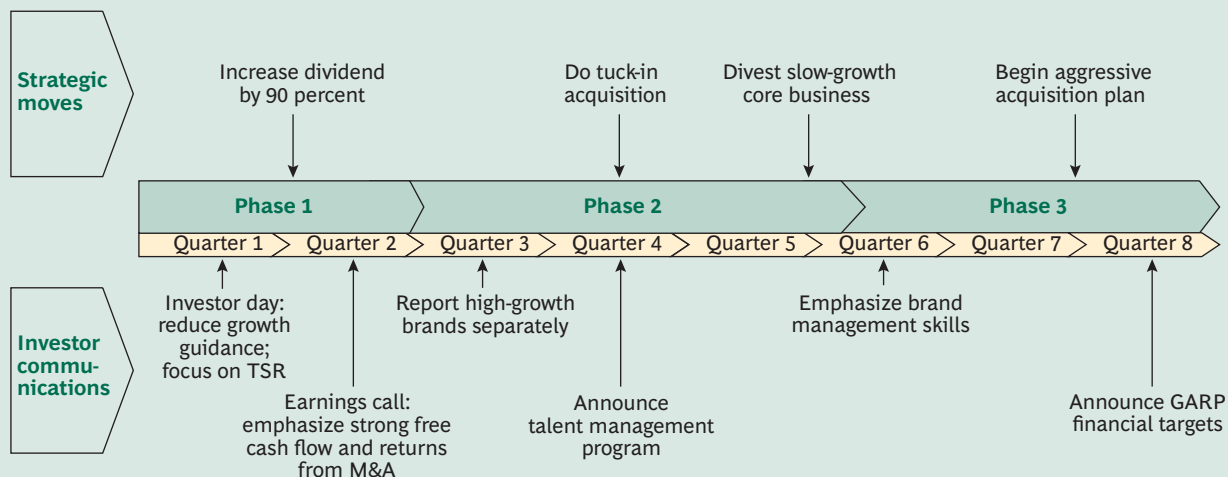 Strategic
moves
Increase dividend
by 90 percent
Do tuck-in
acquisition
Divest slow-growth
core business
Begin aggressive
acquisition plan
Phase 1
Phase 2
Phase 3
Quarter 1
Quarter 2
Quarter 3
Quarter 4
Quarter 5
Quarter 6
Quarter 7
Quarter 8
Investor
commu-
nications
Investor day:
reduce growth
guidance;
focus on TSR
Earnings call:
emphasize strong free
cash flow and returns
from M&A
Report high-growth
brands separately
Announce
talent management
program
Emphasize brand
management skills
Announce GARP
financial targets